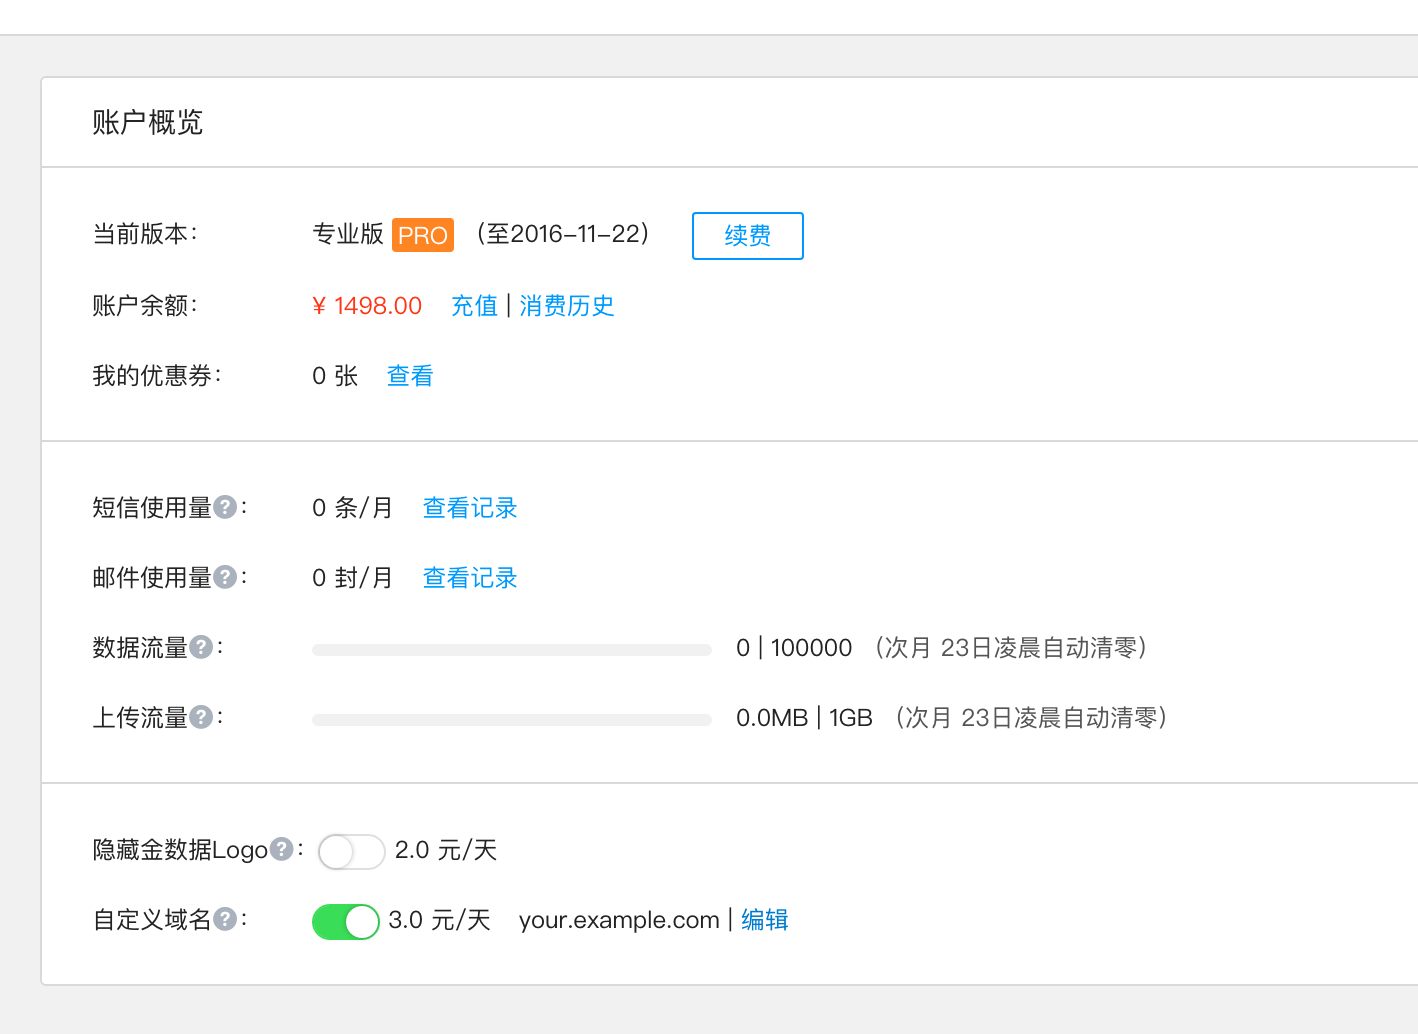 账户概览
当前版本： 专业版 PRO （至2016-11-22） 续费
账户余额： ¥ 1498.00 充值 | 消费历史
我的优惠券： 0 张 查看
短信使用量?： 0 条/月 查看记录
邮件使用量?： 0 封/月 查看记录
数据流量?： 0 | 100000 （次月 23日凌晨自动清零）
上传流量?： 0.0MB | 1GB （次月 23日凌晨自动清零）
隐藏金数据Logo?： 2.0 元/天
自定义域名?： 3.0 元/天 your.example.com | 编辑